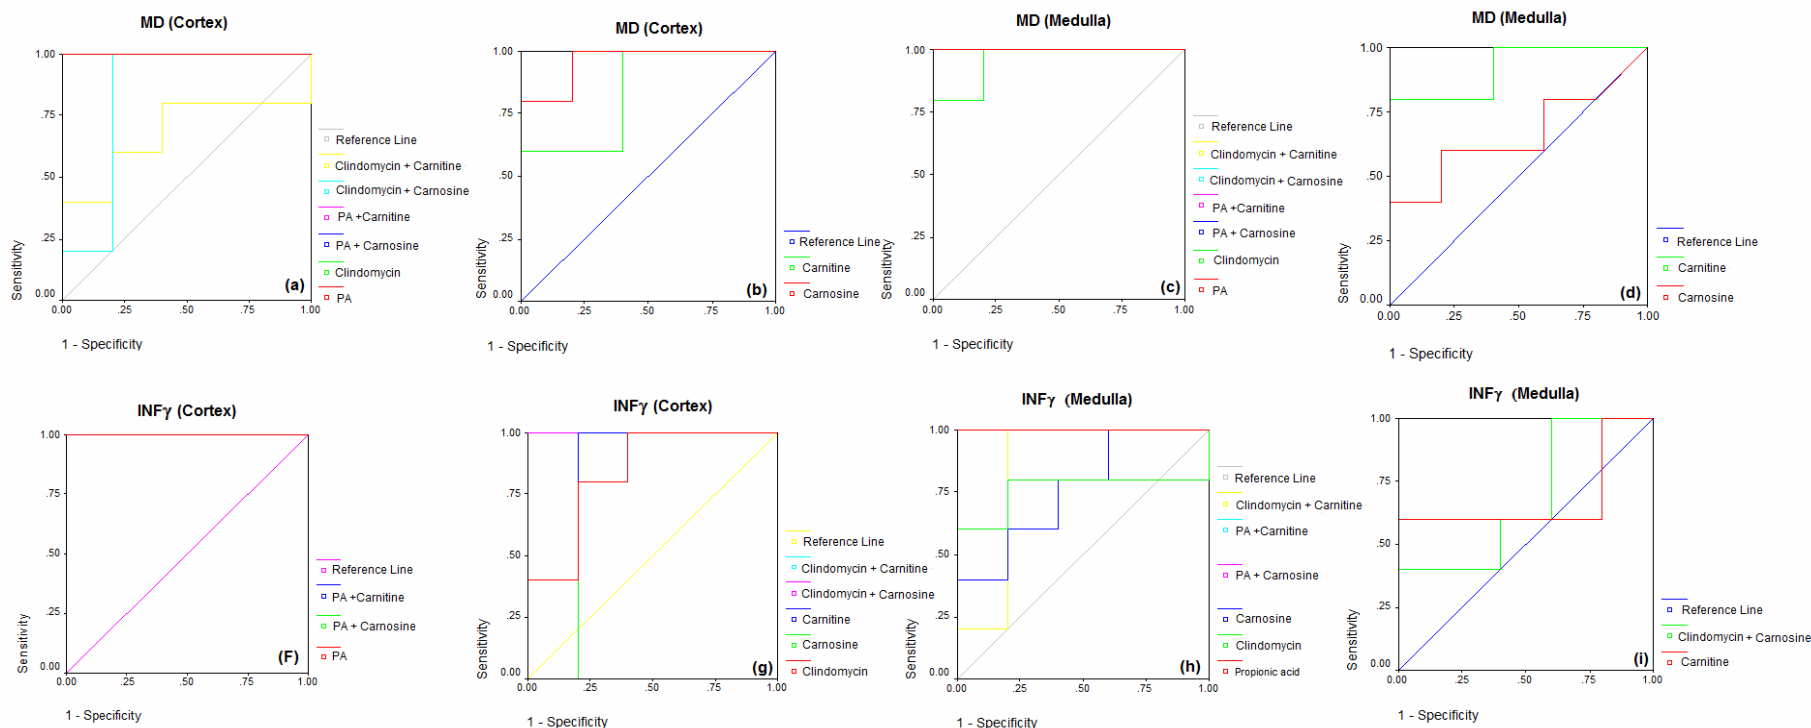 MD (Cortex)
1.00
.75
.50
.25
0.00
Sensitivity
0.00
.25
.50
.75
1.00
1 - Specificity
(a)
Reference Line
Clindomycin + Carnitine
Clindomycin + Carnosine
PA +Carnitine
PA + Carnosine
Clindomycin
PA
MD (Cortex)
1.00
.75
.50
.25
0.00
Sensitivity
0.00
.25
.50
.75
1.00
1 - Specificity
(b)
Reference Line
Carnitine
Carnosine
MD (Medulla)
1.00
.75
.50
.25
0.00
Sensitivity
0.00
.25
.50
.75
1.00
1 - Specificity
(c)
Reference Line
Clindomycin + Carnitine
Clindomycin + Carnosine
PA +Carnitine
PA + Carnosine
Clindomycin
PA
MD (Medulla)
1.00
.75
.50
.25
0.00
Sensitivity
0.00
.25
.50
.75
1.00
1 - Specificity
(d)
Reference Line
Carnitine
Carnosine
INFγ (Cortex)
1.00
.75
.50
.25
0.00
Sensitivity
0.00
.25
.50
.75
1.00
1 - Specificity
(F)
Reference Line
PA +Carnitine
PA + Carnosine
PA
INFγ (Cortex)
1.00
.75
.50
.25
0.00
Sensitivity
0.00
.25
.50
.75
1.00
1 - Specificity
(g)
Reference Line
Clindomycin + Carnitine
Clindomycin + Carnosine
Carnitine
Carnosine
Clindomycin
INFγ (Medulla)
1.00
.75
.50
.25
0.00
Sensitivity
0.00
.25
.50
.75
1.00
1 - Specificity
(h)
Reference Line
Clindomycin + Carnitine
PA +Carnitine
PA + Carnosine
Carnosine
Clindomycin
Propionic acid
INFγ (Medulla)
1.00
.75
.50
.25
0.00
Sensitivity
0.00
.25
.50
.75
1.00
1 - Specificity
(i)
Reference Line
Clindomycin + Carnosine
Carnitine